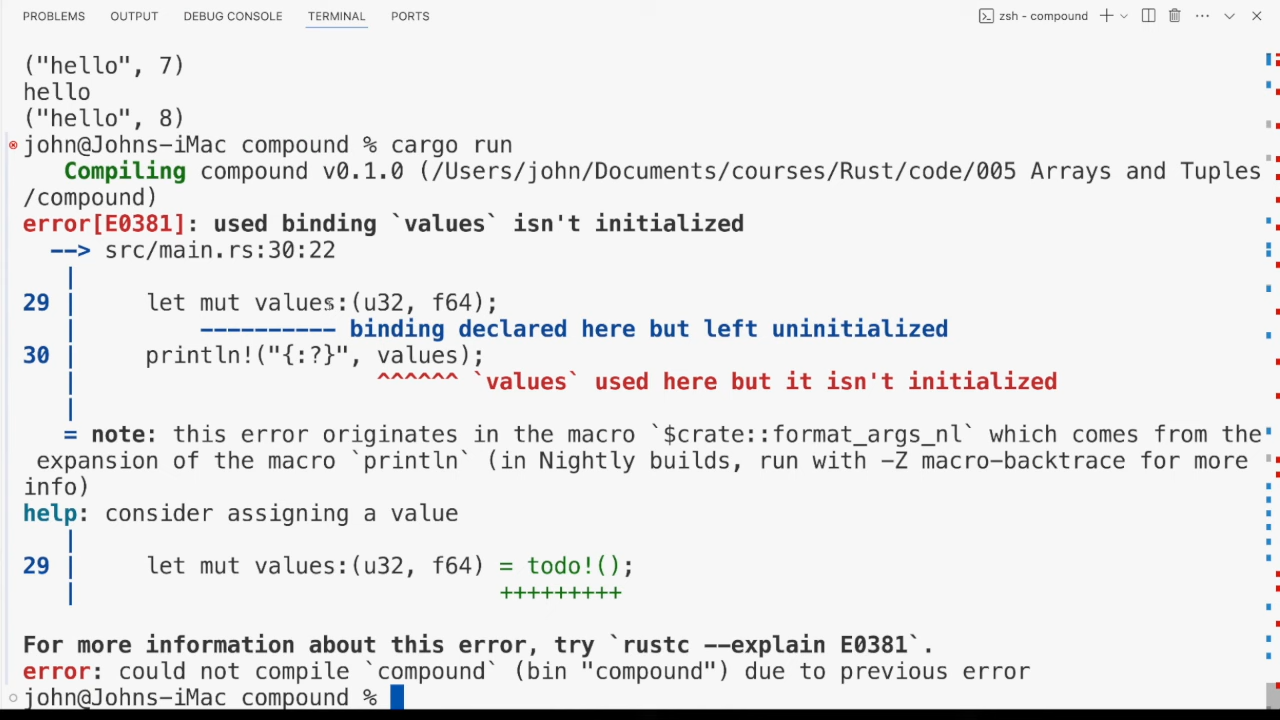 PROBLEMS OUTPUT DEBUG CONSOLE TERMINAL PORTS zsh - compound
("hello", 7)
hello
("hello", 8)
john@Johns-iMac compound % cargo run
   Compiling compound v0.1.0 (/Users/john/Documents/courses/Rust/code/005 Arrays and Tuples
/compound)
error[E0381]: used binding `values` isn't initialized
  --> src/main.rs:30:22
   |
29 |     let mut values:(u32, f64);
   |         ---------- binding declared here but left uninitialized
30 |     println!("{:?}", values);
   |                      ^^^^^^ `values` used here but it isn't initialized
   |
   = note: this error originates in the macro `$crate::format_args_nl` which comes from the
 expansion of the macro `println` (in Nightly builds, run with -Z macro-backtrace for more
info)
help: consider assigning a value
   |
29 |     let mut values:(u32, f64) = todo!();
   |                               +++++++++
For more information about this error, try `rustc --explain E0381`.
error: could not compile `compound` (bin "compound") due to previous error
john@Johns-iMac compound %